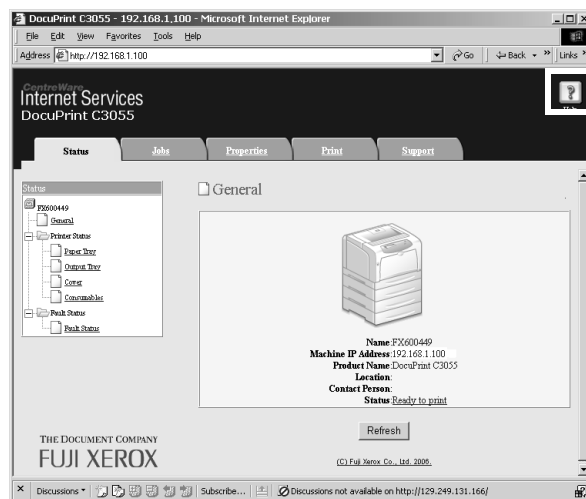 DocuPrint C3055 - 192.168.1.100 - Microsoft Internet Explorer
File Edit View Favorites Tools Help
Address http://192.168.1.100 Go Back » Links »
CentreWare
Internet Services
DocuPrint C3055
Help
Status Jobs Properties Print Support
Status
FX600449
General
Printer Status
Paper Tray
Output Tray
Cover
Consumables
Fault Status
Fault Status
General
Name:FX600449
Machine IP Address:192.168.1.100
Product Name:DocuPrint C3055
Location:
Contact Person:
Status:Ready to print
Refresh
THE DOCUMENT COMPANY
FUJI XEROX
(C) Fuji Xerox Co., Ltd. 2006.
× Discussions Subscribe... Discussions not available on http://129.249.131.166/